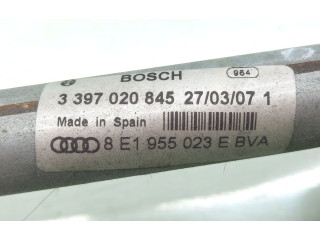 BOSCH 984
3 397 020 845 27/03/07 1
Made in Spain
8 E1 955 023 E BVA